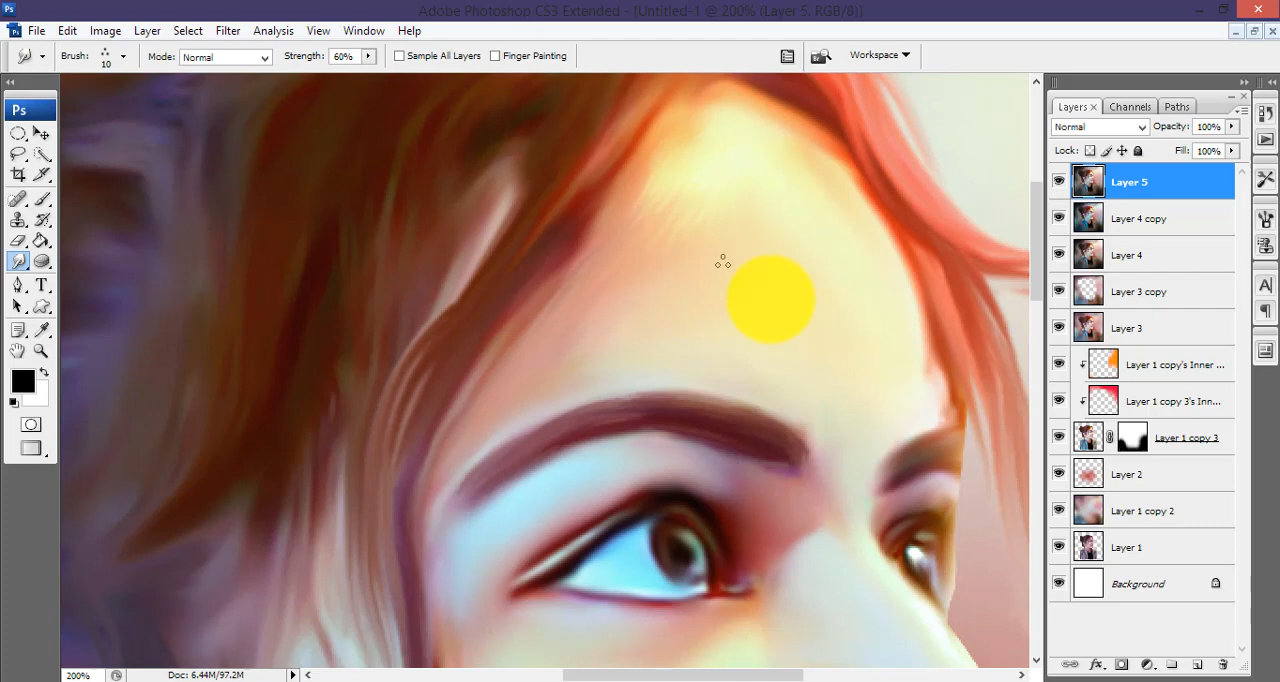 Ps Adobe Photoshop CS3 Extended - [Untitled-1 @ 200% (Layer 5, RGB/8)]
Ps File Edit Image Layer Select Filter Analysis View Window Help
Brush: 10 Mode: Normal Strength: 60% Sample All Layers Finger Painting Br Workspace
Ps
T
Layers Channels Paths
Normal Opacity: 100%
Lock: Fill: 100%
Layer 5
Layer 4 copy
Layer 4
Layer 3 copy
Layer 3
Layer 1 copy's Inner ...
Layer 1 copy 3's Inn...
Layer 1 copy 3
Layer 2
Layer 1 copy 2
Layer 1
Background
fx
A
200% Doc: 6.44M/97.2M